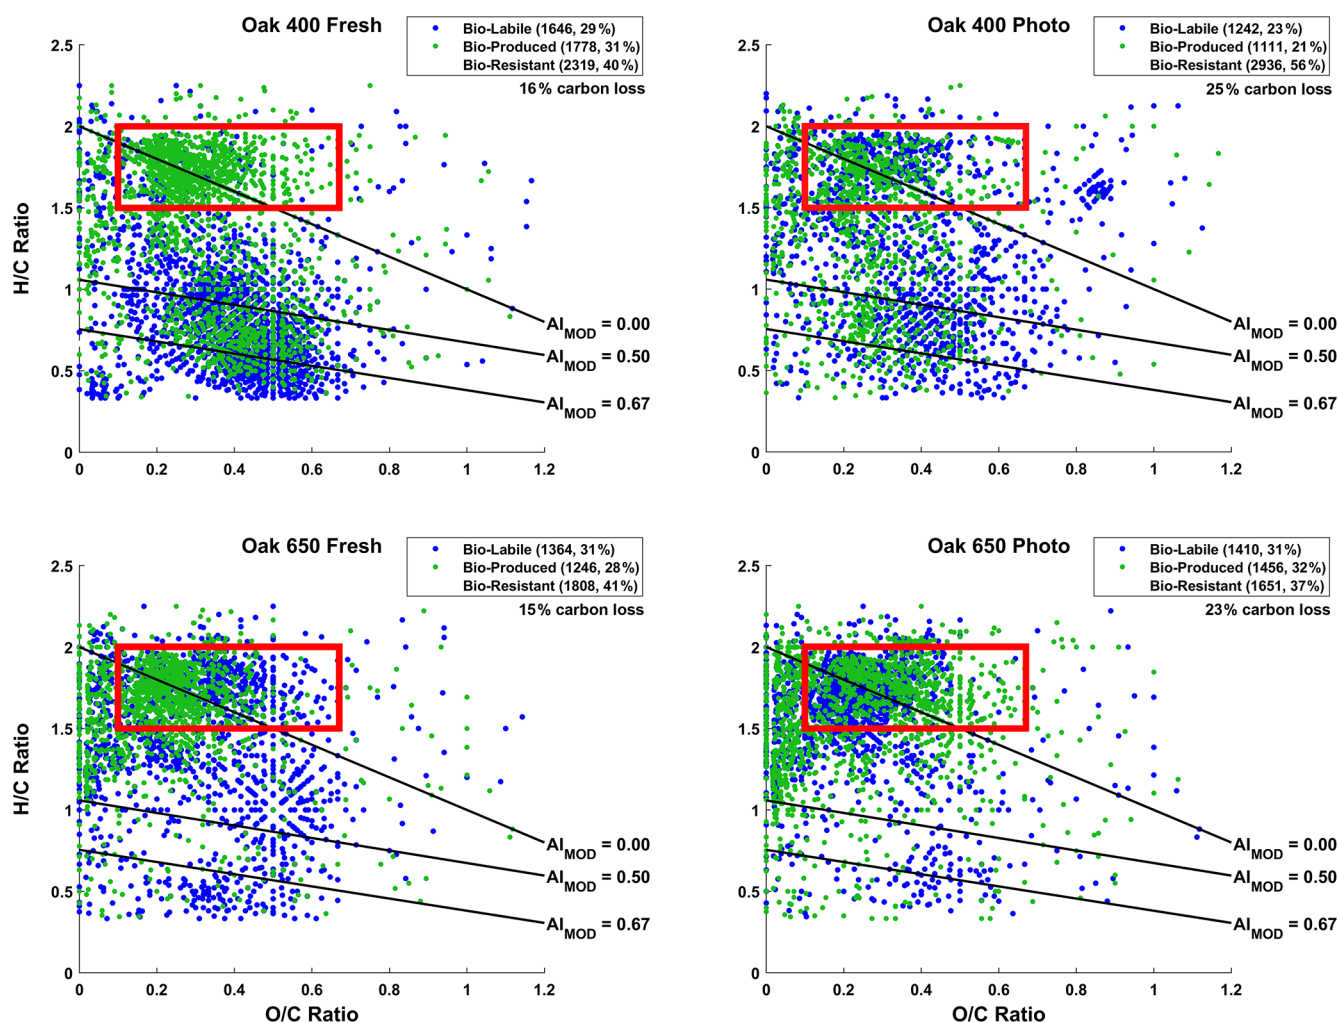 Oak 400 Fresh
Bio-Labile (1646, 29%)
Bio-Produced (1778, 31%)
Bio-Resistant (2319, 40%)
16% carbon loss
H/C Ratio
2.5
2
1.5
1
0.5
0
0 0.2 0.4 0.6 0.8 1 1.2
AI_MOD = 0.00
AI_MOD = 0.50
AI_MOD = 0.67
Oak 400 Photo
Bio-Labile (1242, 23%)
Bio-Produced (1111, 21%)
Bio-Resistant (2936, 56%)
25% carbon loss
2.5
2
1.5
1
0.5
0
0 0.2 0.4 0.6 0.8 1 1.2
AI_MOD = 0.00
AI_MOD = 0.50
AI_MOD = 0.67
Oak 650 Fresh
Bio-Labile (1364, 31%)
Bio-Produced (1246, 28%)
Bio-Resistant (1808, 41%)
15% carbon loss
H/C Ratio
2.5
2
1.5
1
0.5
0
0 0.2 0.4 0.6 0.8 1 1.2
O/C Ratio
AI_MOD = 0.00
AI_MOD = 0.50
AI_MOD = 0.67
Oak 650 Photo
Bio-Labile (1410, 31%)
Bio-Produced (1456, 32%)
Bio-Resistant (1651, 37%)
23% carbon loss
2.5
2
1.5
1
0.5
0
0 0.2 0.4 0.6 0.8 1 1.2
O/C Ratio
AI_MOD = 0.00
AI_MOD = 0.50
AI_MOD = 0.67